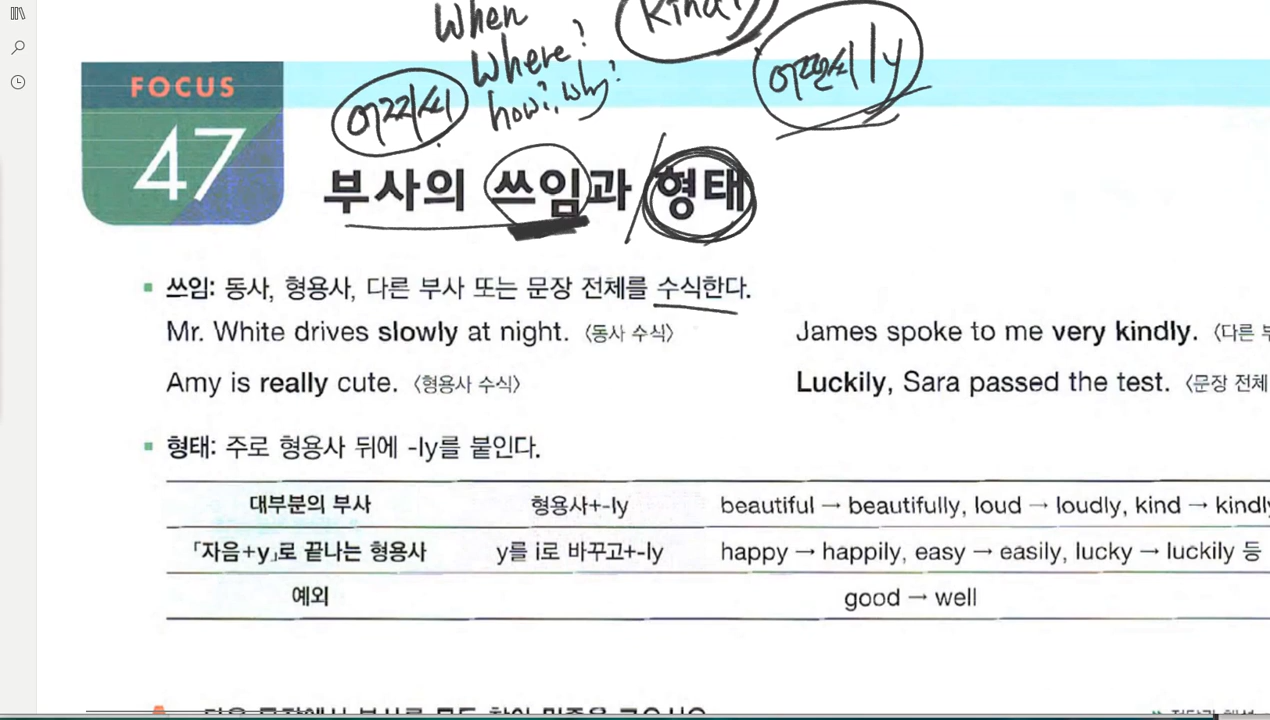 When
kind
Where?
how?, why?
어찌씨
어떤씨 ly
FOCUS
47
부사의 쓰임과 형태
쓰임: 동사, 형용사, 다른 부사 또는 문장 전체를 수식한다.
Mr. White drives slowly at night. 〈동사 수식〉 James spoke to me very kindly. 〈다른
Amy is really cute. 〈형용사 수식〉 Luckily, Sara passed the test. 〈문장 전체
형태: 주로 형용사 뒤에 -ly를 붙인다.
대부분의 부사 형용사+-ly beautiful → beautifully, loud → loudly, kind → kindly
「자음+y」로 끝나는 형용사 y를 i로 바꾸고+-ly happy → happily, easy → easily, lucky → luckily 등
예외 good → well